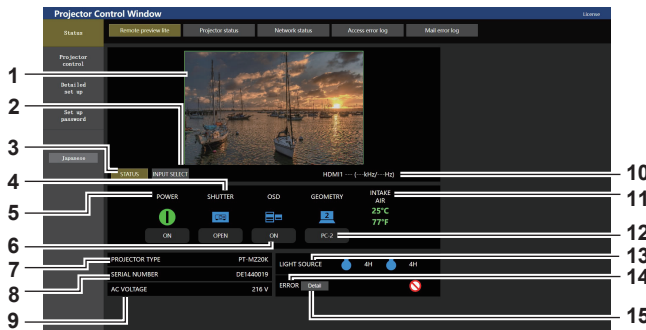 Projector Control Window
License
Status
Remote preview lite
Projector status
Network status
Access error log
Mail error log
Projector
control
Detailed
set up
Set up
password
Japanese
STATUS
INPUT SELECT
HDMI1 --- (---kHz/---Hz)
POWER
SHUTTER
OSD
GEOMETRY
INTAKE
AIR
25°C
77°F
2
ON
OPEN
ON
PC-2
PROJECTOR TYPE PT-MZ20K
SERIAL NUMBER DE1440019
AC VOLTAGE 216 V
LIGHT SOURCE 4H 4H
ERROR Detail
1
2
3
4
5
6
7
8
9
10
11
12
13
14
15